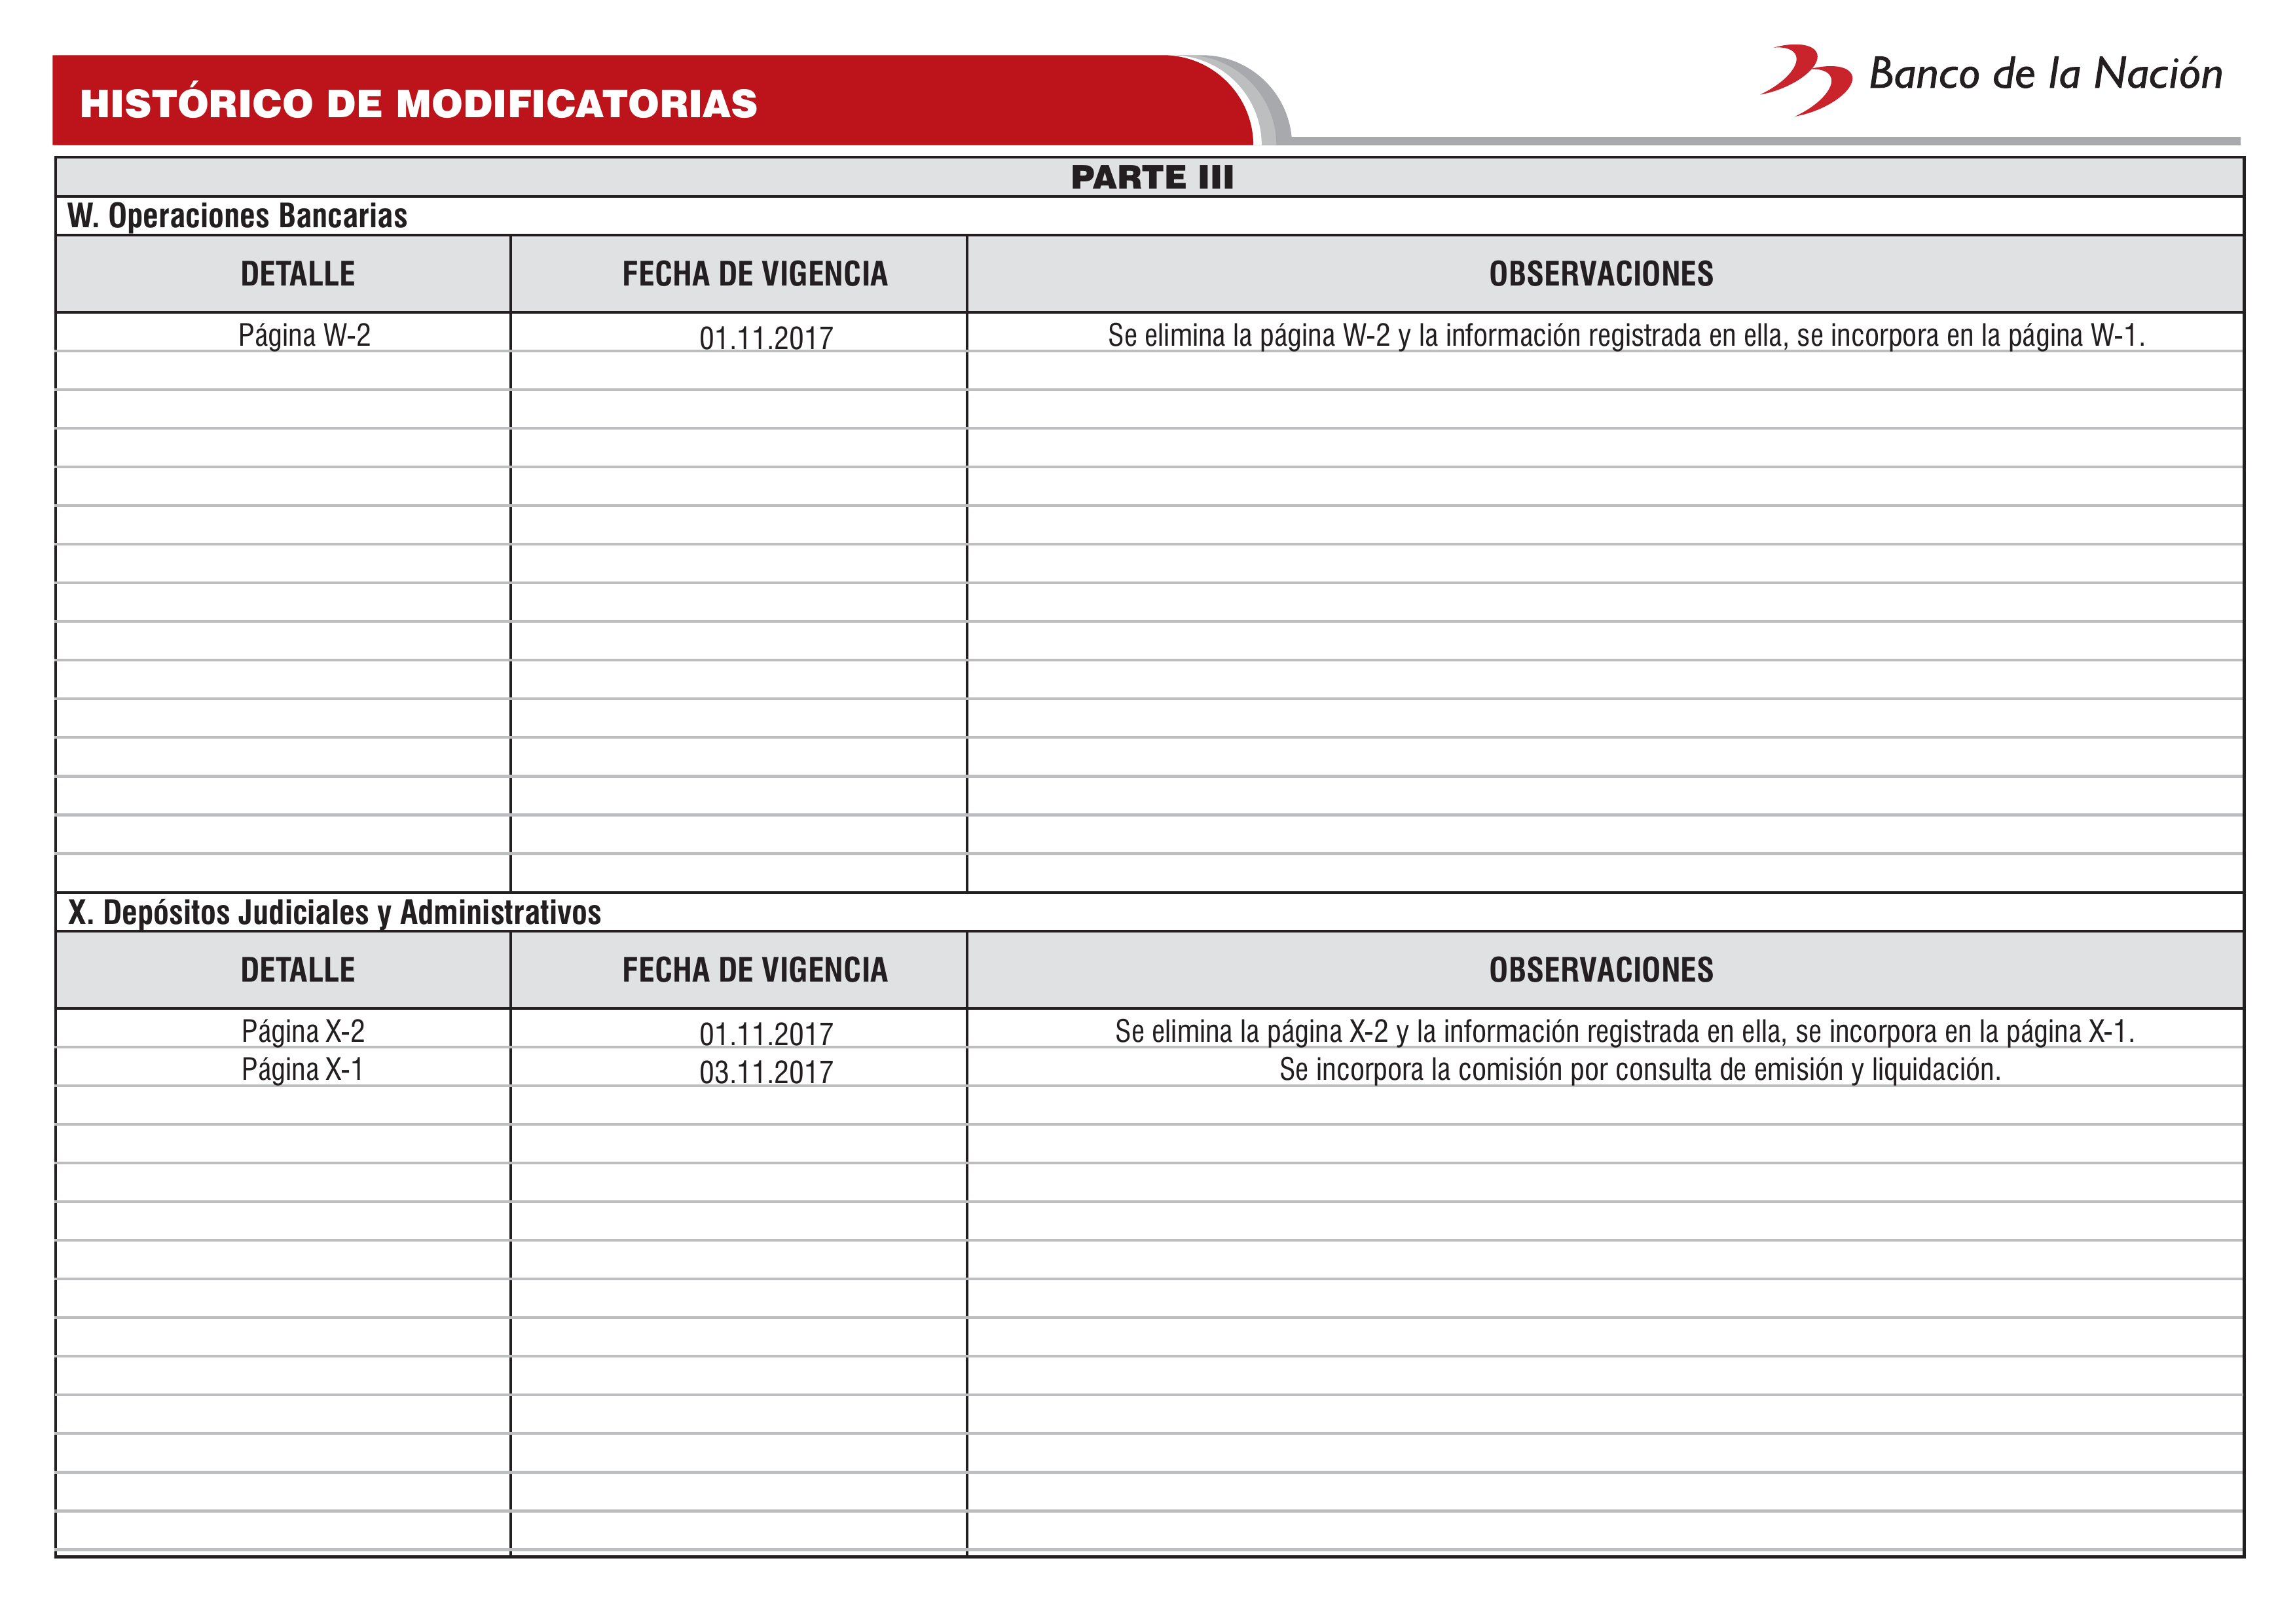 HISTÓRICO DE MODIFICATORIAS
Banco de la Nación
PARTE III
W. Operaciones Bancarias
DETALLE FECHA DE VIGENCIA OBSERVACIONES
Página W-2 01.11.2017 Se elimina la página W-2 y la información registrada en ella, se incorpora en la página W-1.
X. Depósitos Judiciales y Administrativos
DETALLE FECHA DE VIGENCIA OBSERVACIONES
Página X-2 01.11.2017 Se elimina la página X-2 y la información registrada en ella, se incorpora en la página X-1.
Página X-1 03.11.2017 Se incorpora la comisión por consulta de emisión y liquidación.